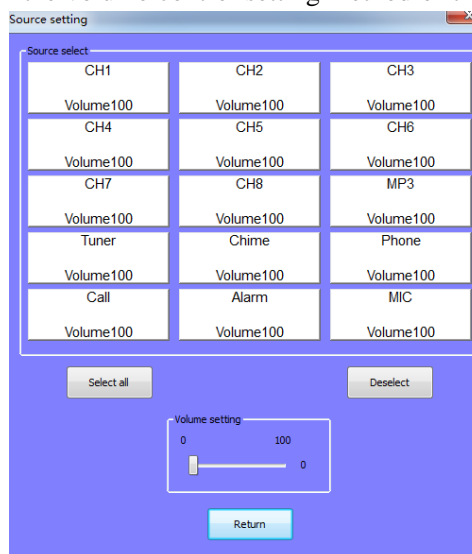 Source setting
Source select
CH1 CH2 CH3
Volume100 Volume100 Volume100
CH4 CH5 CH6
Volume100 Volume100 Volume100
CH7 CH8 MP3
Volume100 Volume100 Volume100
Tuner Chime Phone
Volume100 Volume100 Volume100
Call Alarm MIC
Volume100 Volume100 Volume100
Select all Deselect
Volume setting
0 100
0
Return